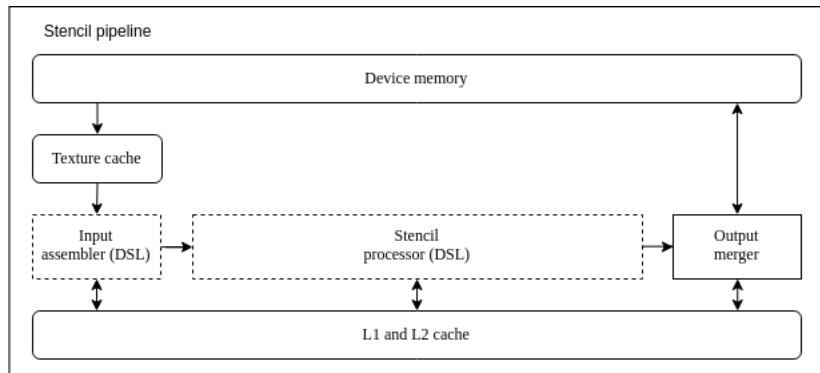 Stencil pipeline
Device memory
Texture cache
Input
assembler (DSL)
Stencil
processor (DSL)
Output
merger
L1 and L2 cache